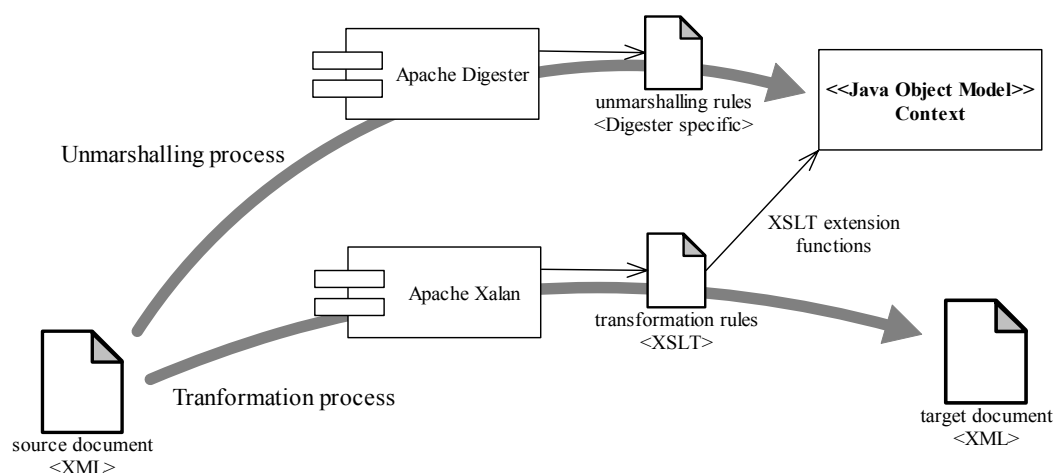 Apache Digester
unmarshalling rules
<Digester specific>
<<Java Object Model>>
Context
Unmarshalling process
XSLT extension
functions
Apache Xalan
transformation rules
<XSLT>
Tranformation process
source document
<XML>
target document
<XML>